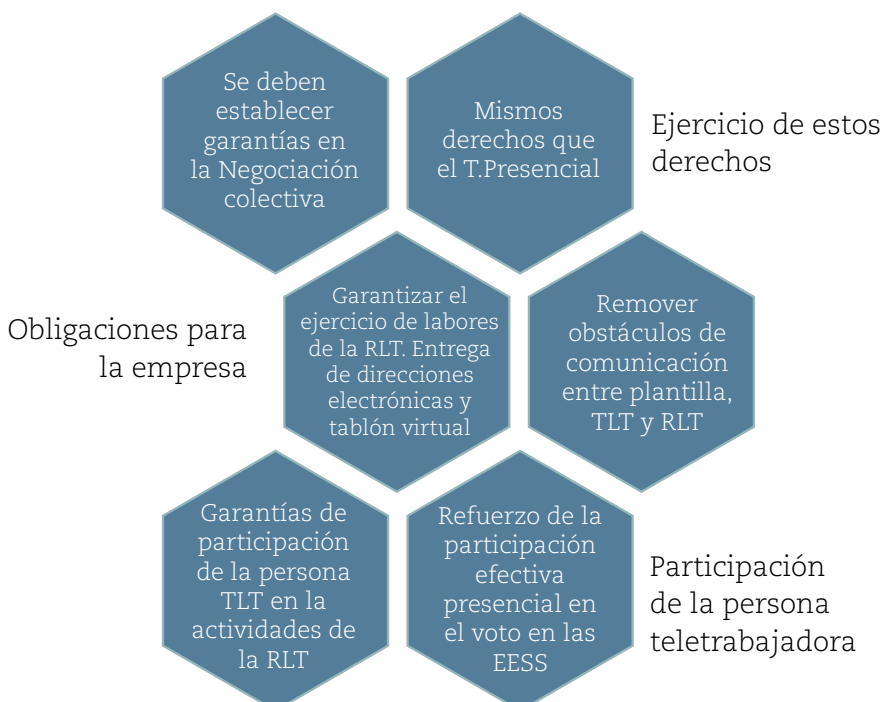 Se deben
establecer
garantías en
la Negociación
colectiva
Mismos
derechos que
el T.Presencial
Ejercicio de estos
derechos
Obligaciones para
la empresa
Garantizar el
ejercicio de labores
de la RLT. Entrega
de direcciones
electrónicas y
tablón virtual
Remover
obstáculos de
comunicación
entre plantilla,
TLT y RLT
Garantías de
participación
de la persona
TLT en la
actividades de
la RLT
Refuerzo de la
participación
efectiva
presencial en
el voto en las
EESS
Participación
de la persona
teletrabajadora